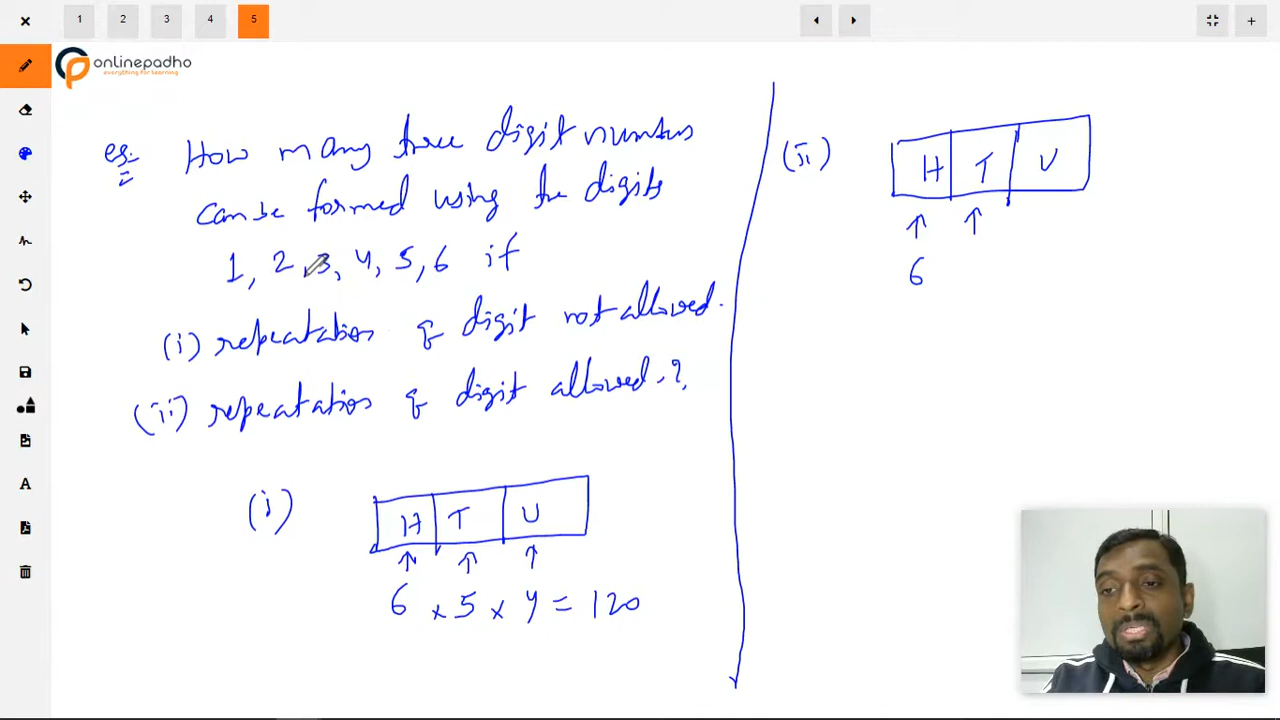 1 2 3 4 5
onlinepadho
everything for learning
eg:
How many three digit numbers
can be formed using the digits
1, 2, 3, 4, 5, 6 if
(i) repeatation of digit not allowed.
(ii) repeatation of digit allowed.?
(i)
H T U
6 x 5 x 4 = 120
(ii)
H T U
6